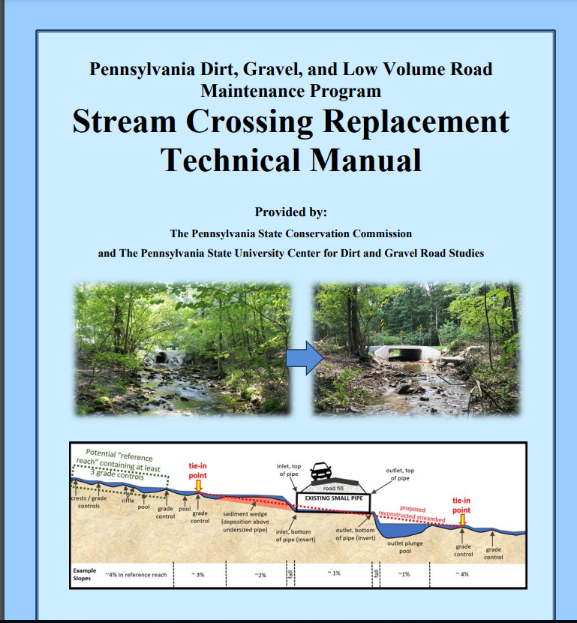 Pennsylvania Dirt, Gravel, and Low Volume Road
Maintenance Program
Stream Crossing Replacement
Technical Manual
Provided by:
The Pennsylvania State Conservation Commission
and The Pennsylvania State University Center for Dirt and Gravel Road Studies
Potential "reference
reach" containing at least
3 grade controls
crests / grade
controls
riffle
pool
grade
control
pool
tie-in
point
grade
control
sediment wedge
(deposition above
undersized pipe)
inlet, top
of pipe
road fill
EXISTING SMALL PIPE
inlet, bottom
of pipe (invert)
outlet, top
of pipe
outlet, bottom
of pipe (invert)
proposed
reconstructed streambed
outlet plunge
pool
tie-in
point
grade
control
grade
control
Example
Slopes
~4% in reference reach
~ 3%
~2%
fall
~ 1%
fall
~1%
~ 4%